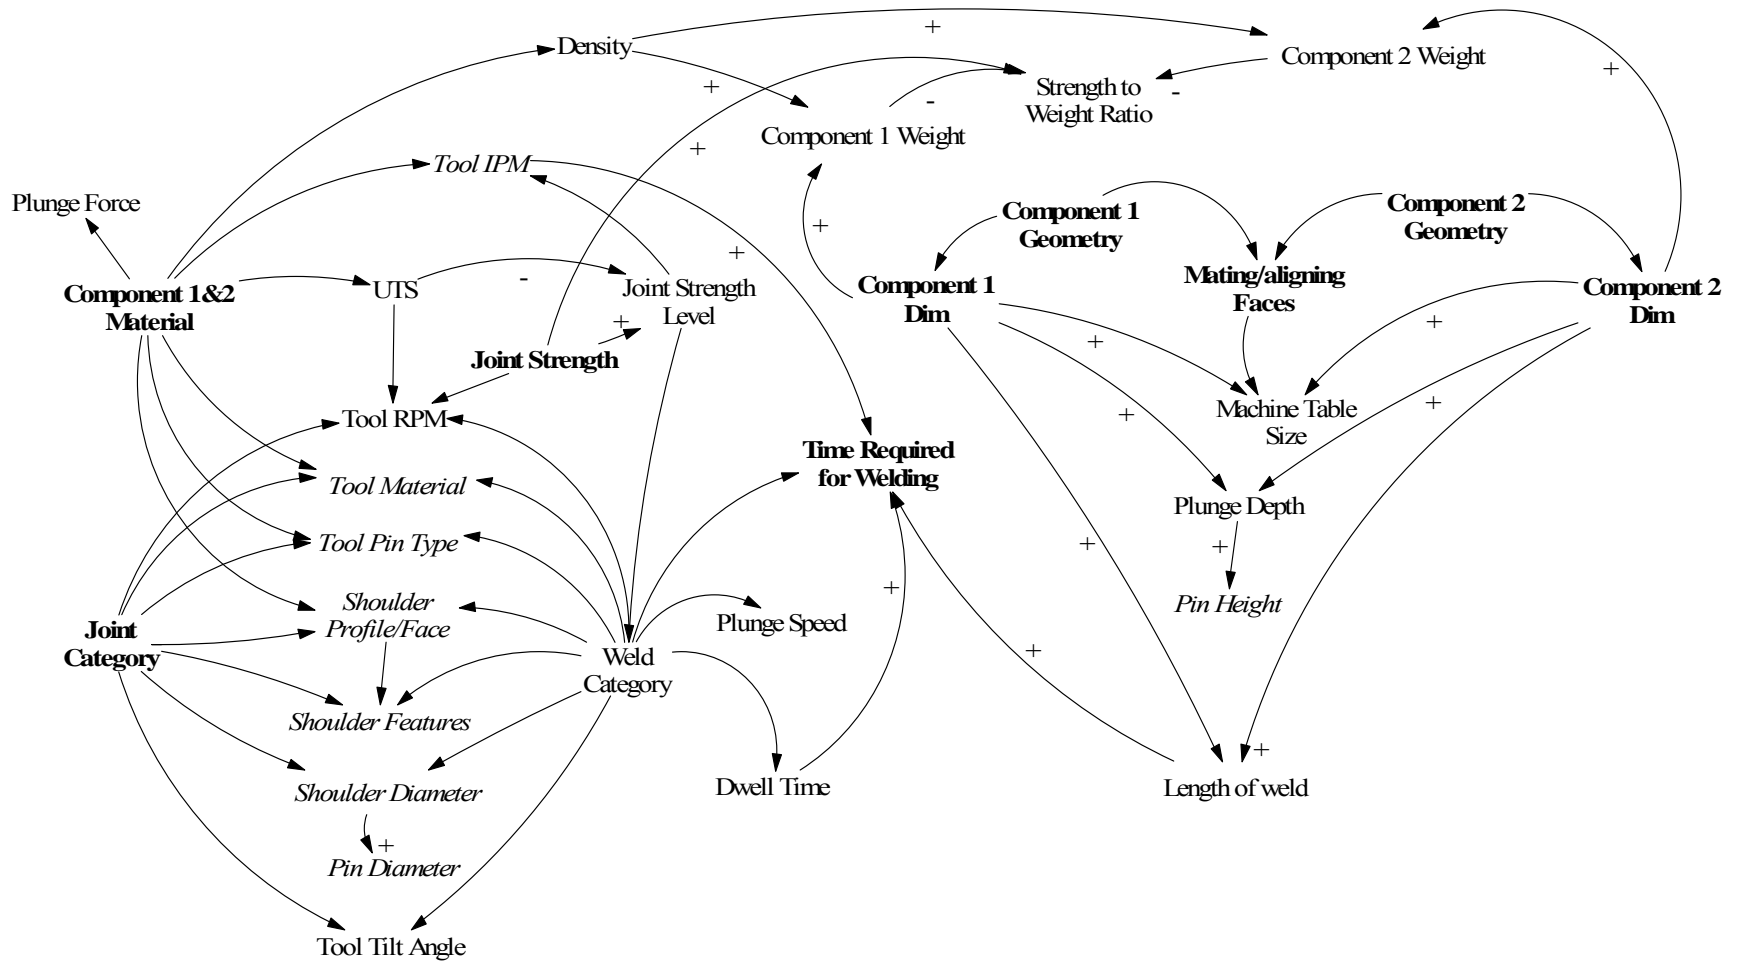 Density
+
Component 2 Weight
+
+
Strength to
Weight Ratio
-
-
Component 1 Weight
+
Tool IPM
Plunge Force
Component 1
Geometry
Component 2
Geometry
+
+
Component 1&2
Material
UTS
-
Joint Strength
Level
+
Component 1
Dim
Mating/aligning
Faces
Component 2
Dim
Joint Strength
+
+
Tool RPM
Machine Table
Size
+
+
Time Required
for Welding
Tool Material
Plunge Depth
Tool Pin Type
+
+
+
Shoulder
Profile/Face
Pin Height
Plunge Speed
Joint
Category
Weld
Category
+
Shoulder Features
+
Shoulder Diameter
Dwell Time
Length of weld
+
Pin Diameter
Tool Tilt Angle